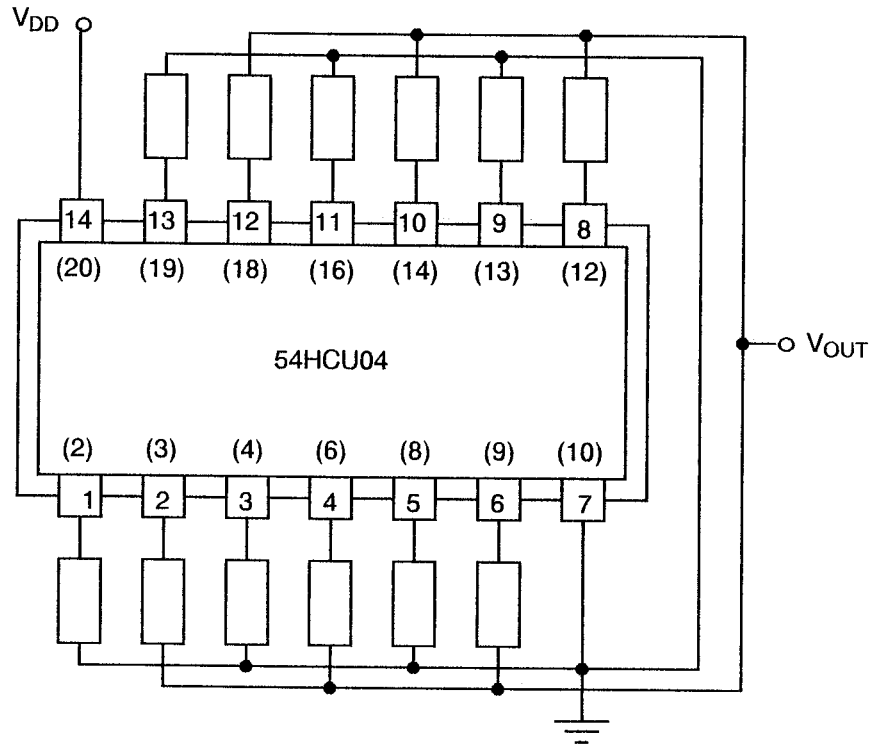 VDD
14 13 12 11 10 9 8
(20) (19) (18) (16) (14) (13) (12)
54HCU04
VOUT
(2) (3) (4) (6) (8) (9) (10)
1 2 3 4 5 6 7